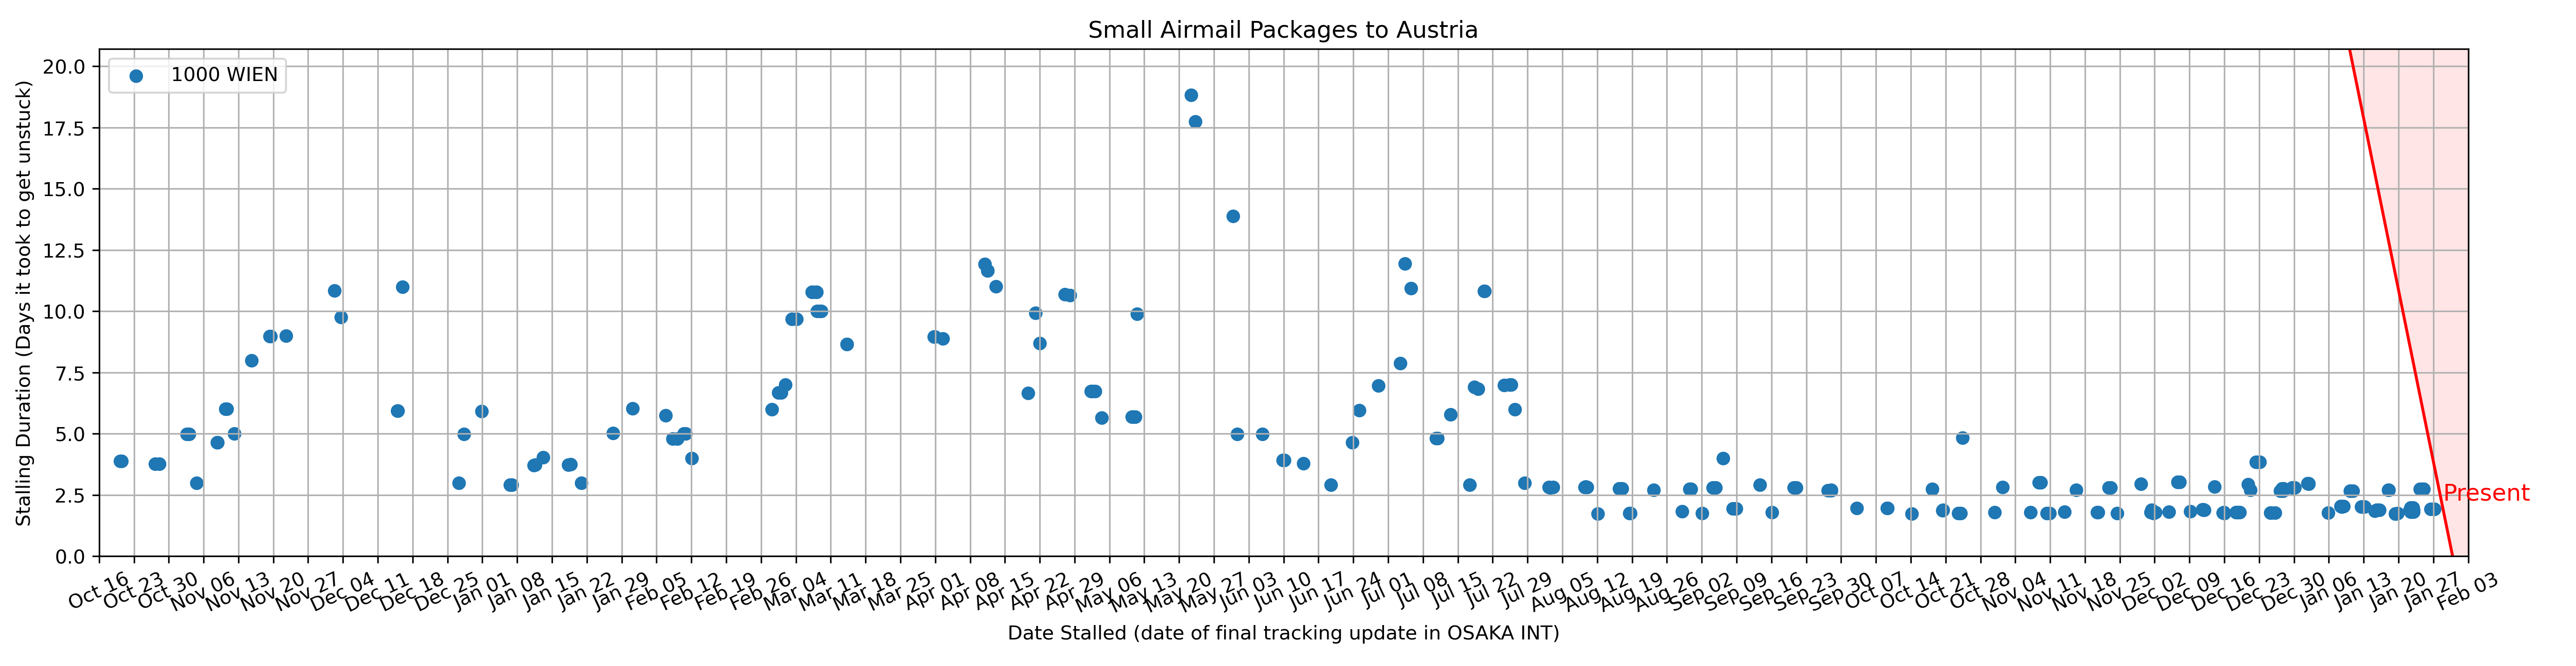 Small Airmail Packages to Austria
1000 WIEN
Stalling Duration (Days it took to get unstuck)
20.0
17.5
15.0
12.5
10.0
7.5
5.0
2.5
0.0
Present
Oct 16 Oct 23 Oct 30 Nov 06 Nov 13 Nov 20 Nov 27 Dec 04 Dec 11 Dec 18 Dec 25 Jan 01 Jan 08 Jan 15 Jan 22 Jan 29 Feb 05 Feb 12 Feb 19 Feb 26 Mar 04 Mar 11 Mar 18 Mar 25 Apr 01 Apr 08 Apr 15 Apr 22 Apr 29 May 06 May 13 May 20 May 27 Jun 03 Jun 10 Jun 17 Jun 24 Jul 01 Jul 08 Jul 15 Jul 22 Jul 29 Aug 05 Aug 12 Aug 19 Aug 26 Sep 02 Sep 09 Sep 16 Sep 23 Sep 30 Oct 07 Oct 14 Oct 21 Oct 28 Nov 04 Nov 11 Nov 18 Nov 25 Dec 02 Dec 09 Dec 16 Dec 23 Dec 30 Jan 06 Jan 13 Jan 20 Jan 27 Feb 03
Date Stalled (date of final tracking update in OSAKA INT)